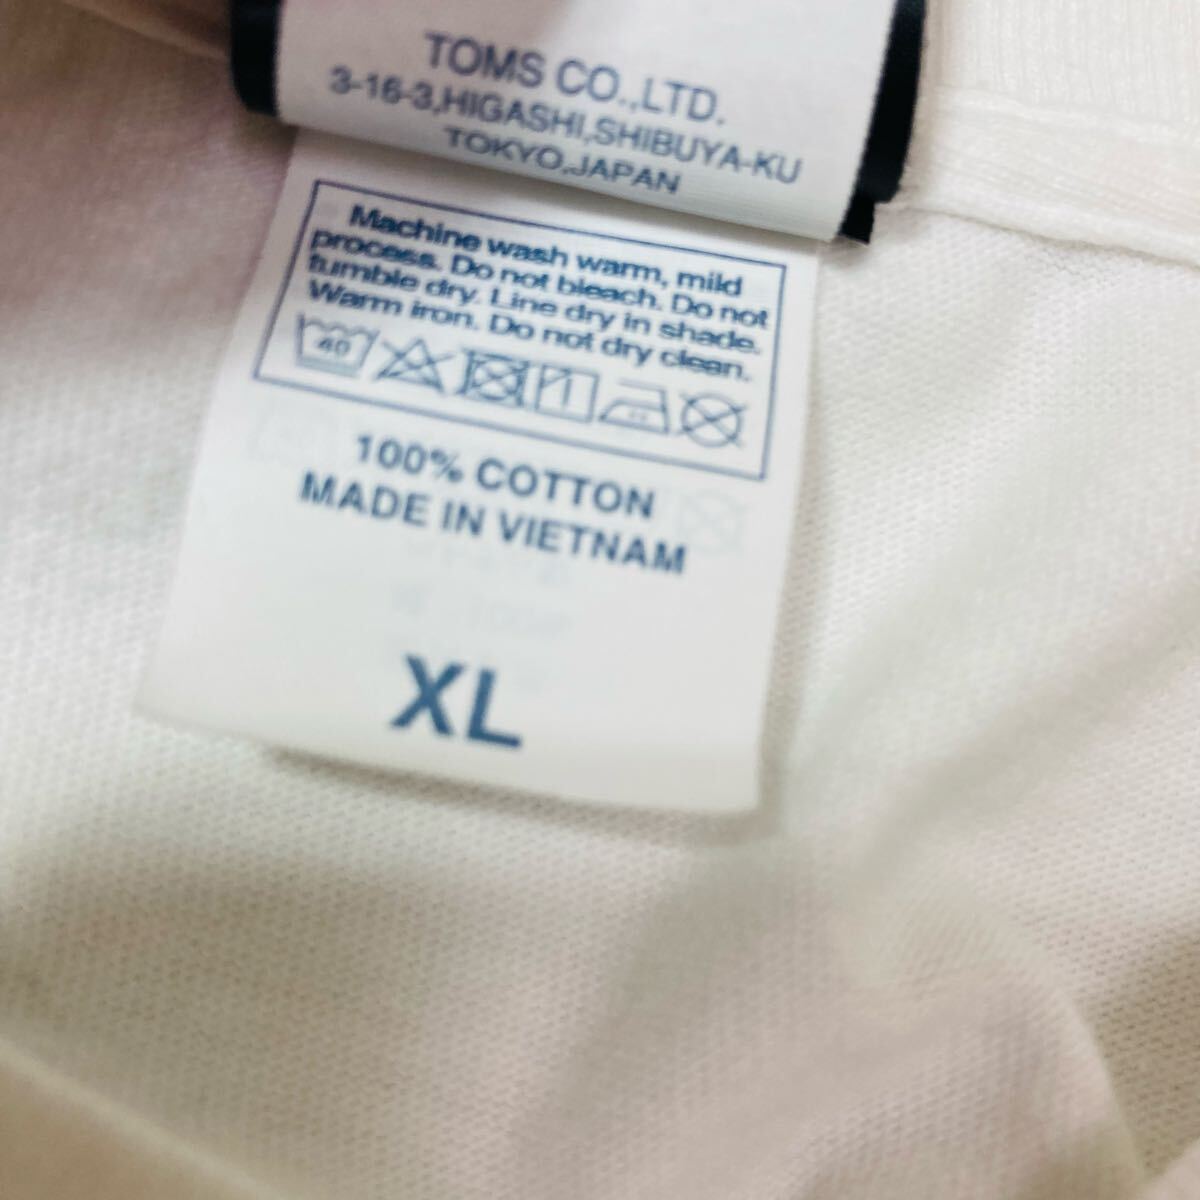 TOMS CO.,LTD.
3-16-3,HIGASHI,SHIBUYA-KU
TOKYO,JAPAN
Machine wash warm, mild
process. Do not bleach. Do not
tumble dry. Line dry in shade.
Warm iron. Do not dry clean.
40
100% COTTON
MADE IN VIETNAM
XL